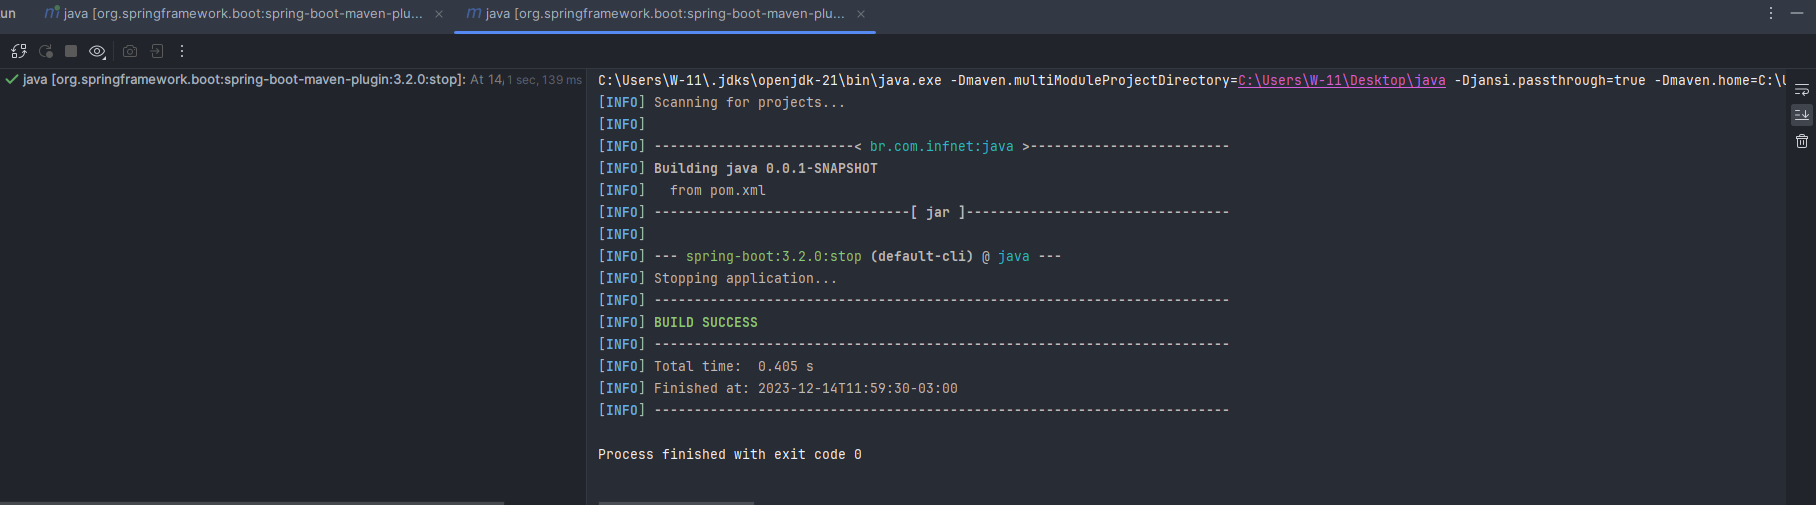 un java [org.springframework.boot:spring-boot-maven-plu... java [org.springframework.boot:spring-boot-maven-plu...
java [org.springframework.boot:spring-boot-maven-plugin:3.2.0:stop]: At 14, 1 sec, 139 ms
C:\Users\W-11\.jdks\openjdk-21\bin\java.exe -Dmaven.multiModuleProjectDirectory=C:\Users\W-11\Desktop\java -Djansi.passthrough=true -Dmaven.home=C:\U
[INFO] Scanning for projects...
[INFO]
[INFO] -------------------------< br.com.infnet:java >-------------------------
[INFO] Building java 0.0.1-SNAPSHOT
[INFO]   from pom.xml
[INFO] --------------------------------[ jar ]---------------------------------
[INFO]
[INFO] --- spring-boot:3.2.0:stop (default-cli) @ java ---
[INFO] Stopping application...
[INFO] ------------------------------------------------------------------------
[INFO] BUILD SUCCESS
[INFO] ------------------------------------------------------------------------
[INFO] Total time:  0.405 s
[INFO] Finished at: 2023-12-14T11:59:30-03:00
[INFO] ------------------------------------------------------------------------
Process finished with exit code 0